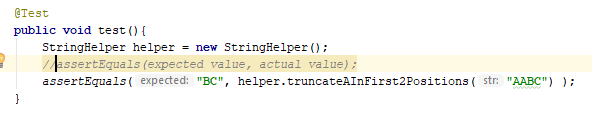 @Test
public void test(){
StringHelper helper = new StringHelper();
//assertEquals(expected value, actual value);
assertEquals( expected: "BC", helper.truncateAInFirst2Positions( str: "AABC") );
}